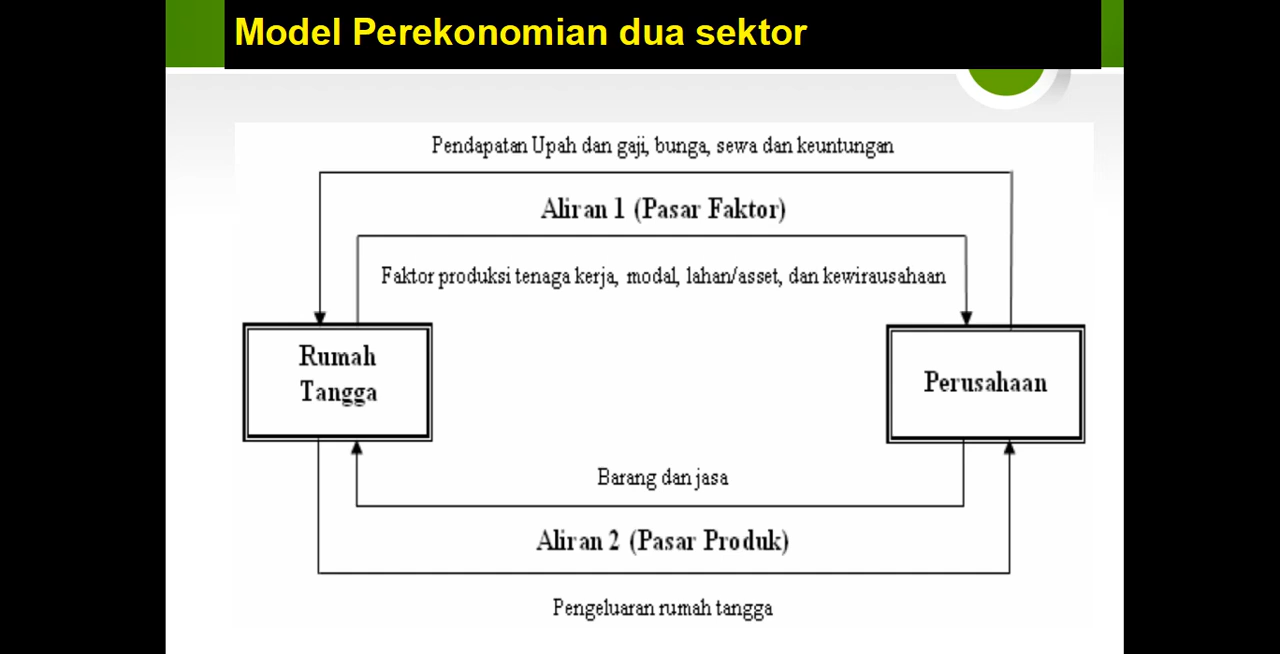 Model Perekonomian dua sektor
Pendapatan Upah dan gaji, bunga, sewa dan keuntungan
Aliran 1 (Pasar Faktor)
Faktor produksi tenaga kerja, modal, lahan/asset, dan kewirausahaan
Rumah
Tangga
Perusahaan
Barang dan jasa
Aliran 2 (Pasar Produk)
Pengeluaran rumah tangga